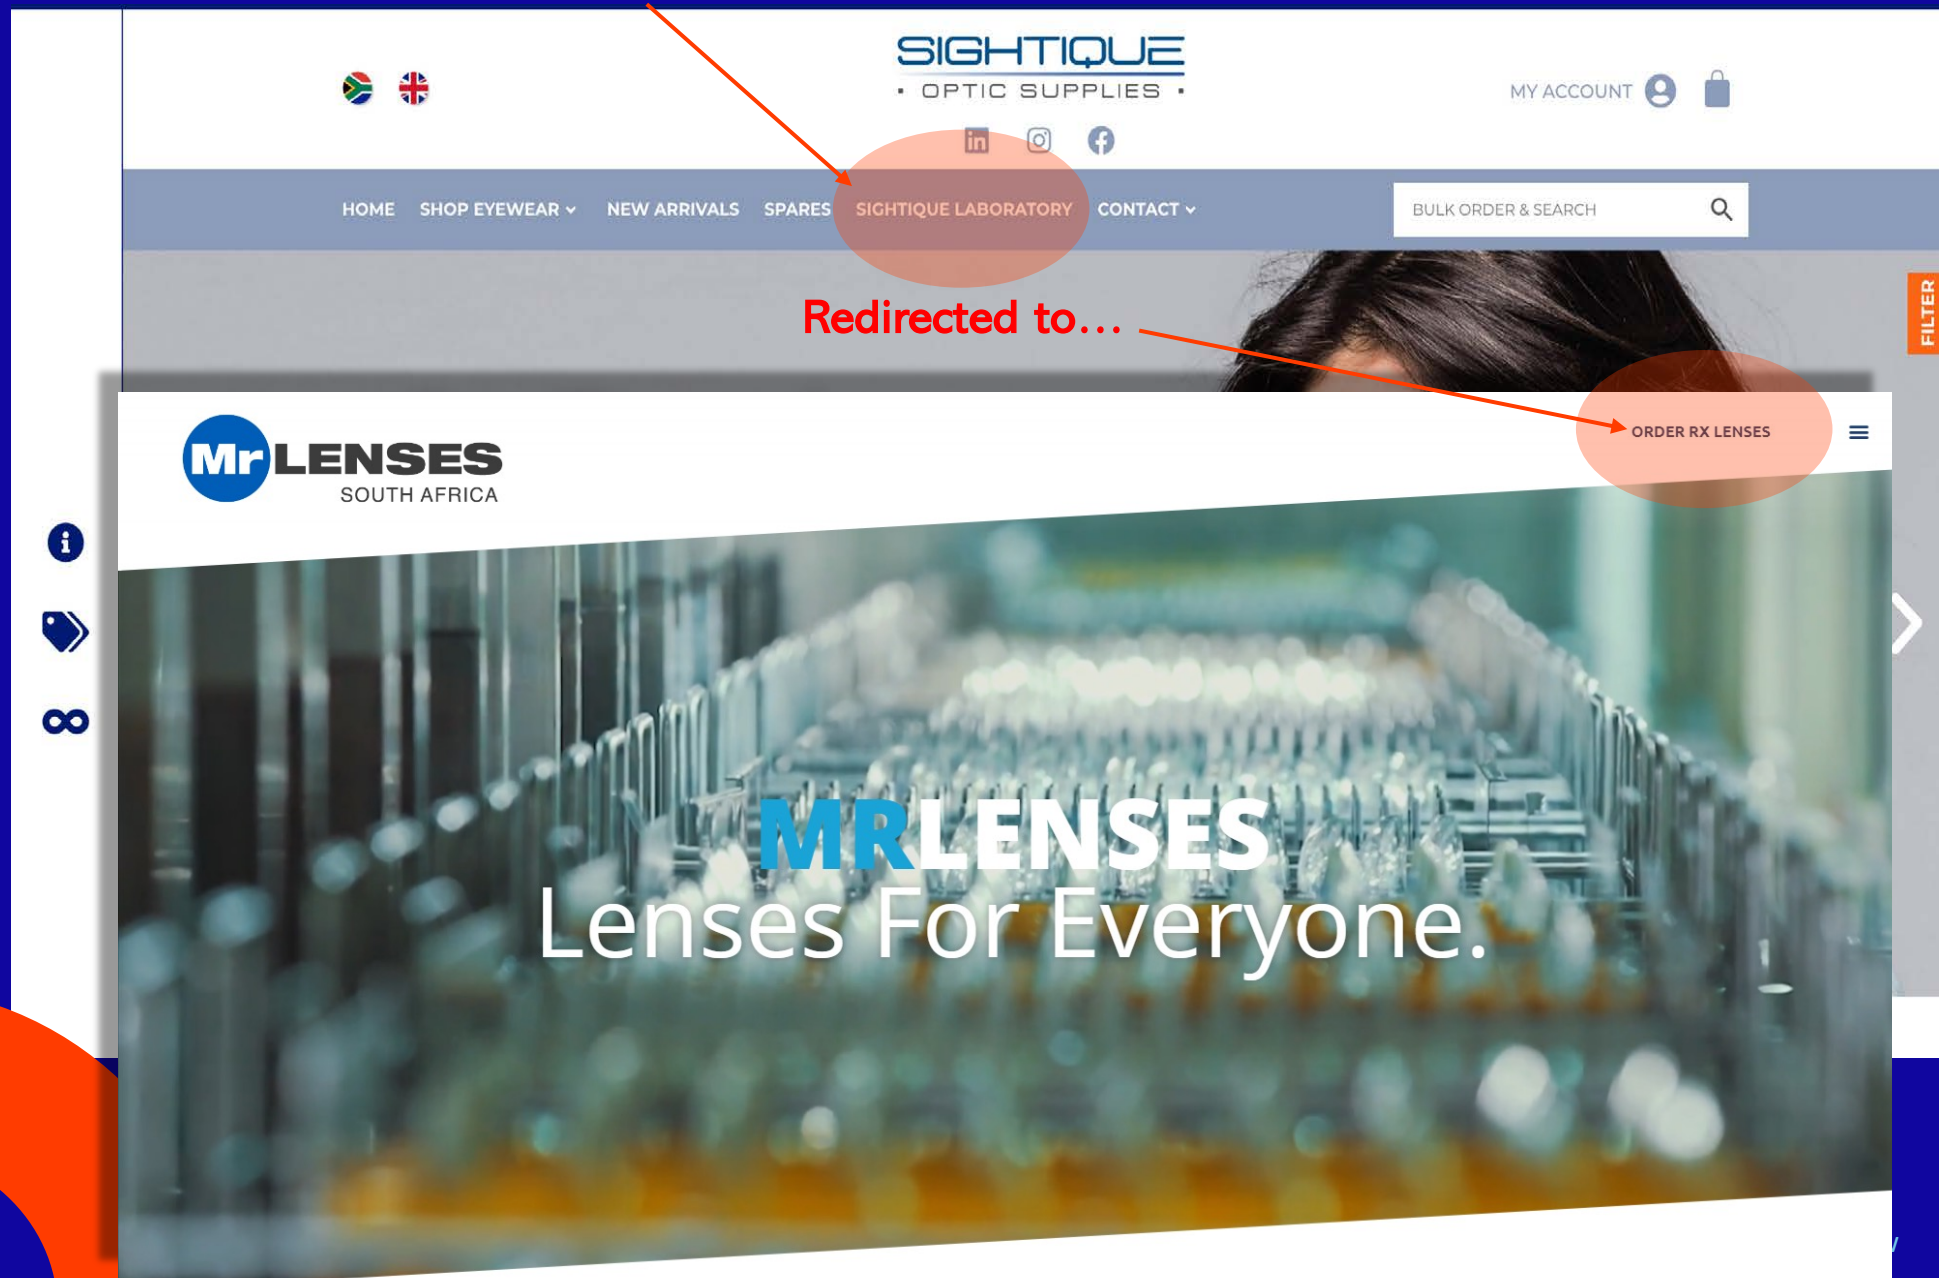 SIGHTIQUE
• OPTIC SUPPLIES •
MY ACCOUNT
HOME SHOP EYEWEAR NEW ARRIVALS SPARES SIGHTIQUE LABORATORY CONTACT
BULK ORDER & SEARCH
FILTER
Redirected to...
Mr LENSES
SOUTH AFRICA
ORDER RX LENSES
MRLENSES
Lenses For Everyone.